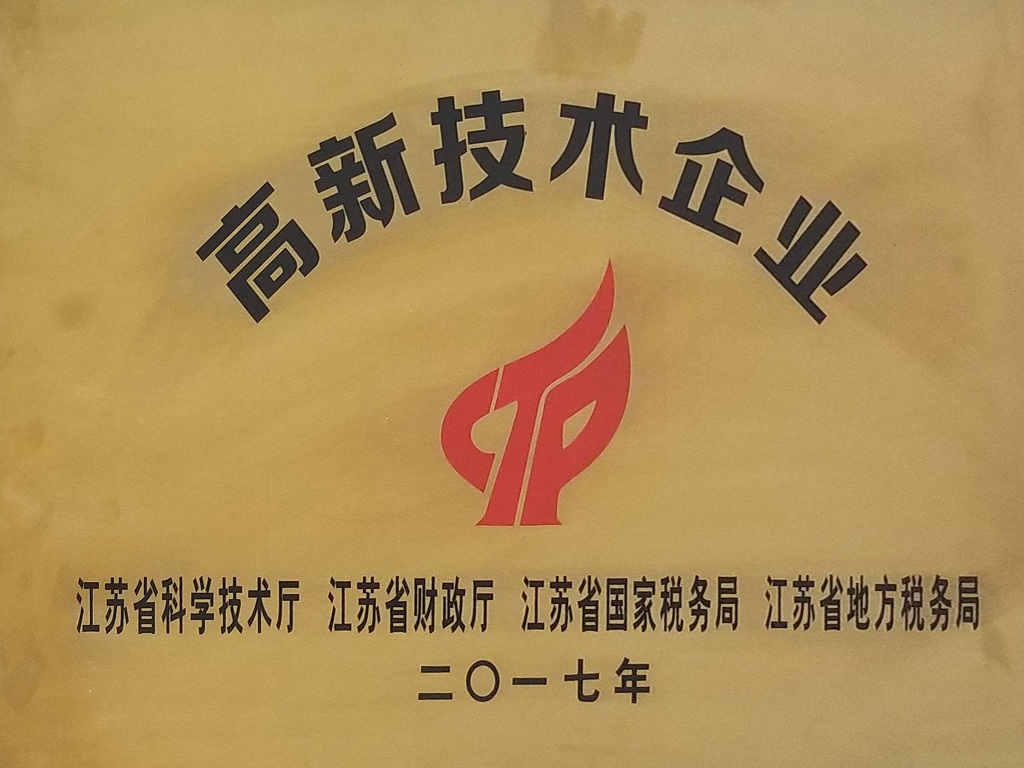 高新技术企业
江苏省科学技术厅 江苏省财政厅 江苏省国家税务局 江苏省地方税务局
二〇一七年